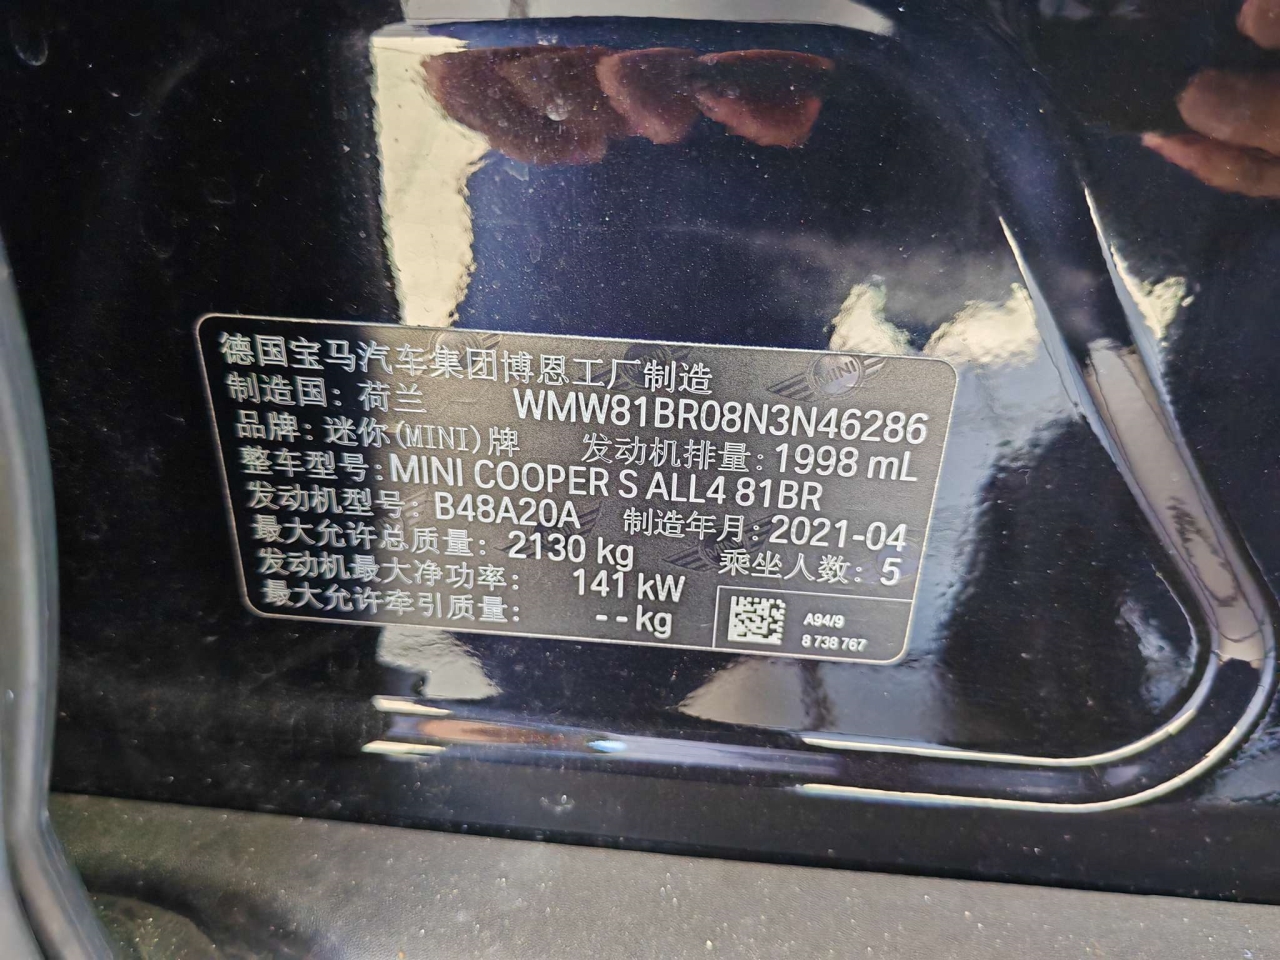 德国宝马汽车集团博恩工厂制造
MINI
制造国: 荷兰 WMW81BR08N3N46286
品牌: 迷你(MINI)牌 发动机排量: 1998 mL
整车型号: MINI COOPER S ALL4 81BR
发动机型号: B48A20A 制造年月: 2021-04
最大允许总质量: 2130 kg 乘坐人数: 5
发动机最大净功率: 141 kW
最大允许牵引质量: -- kg
A94/9
8 738 767